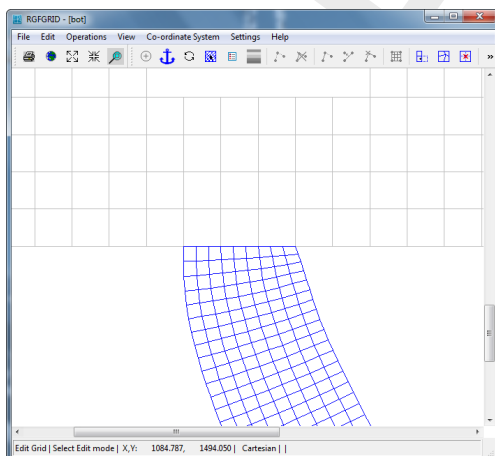 RGFGRID - [bot]
File Edit Operations View Co-ordinate System Settings Help
»
Edit Grid | Select Edit mode | X,Y: 1084.787, 1494.050 | Cartesian | |